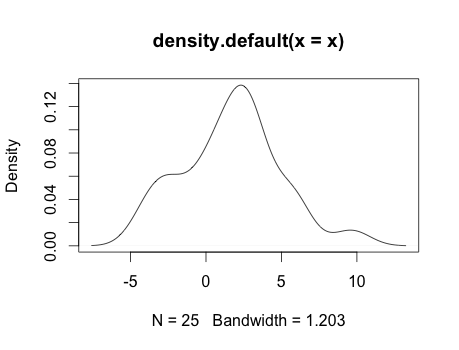 density.default(x = x)
Density
0.12
0.08
0.04
0.00
-5 0 5 10
N = 25 Bandwidth = 1.203